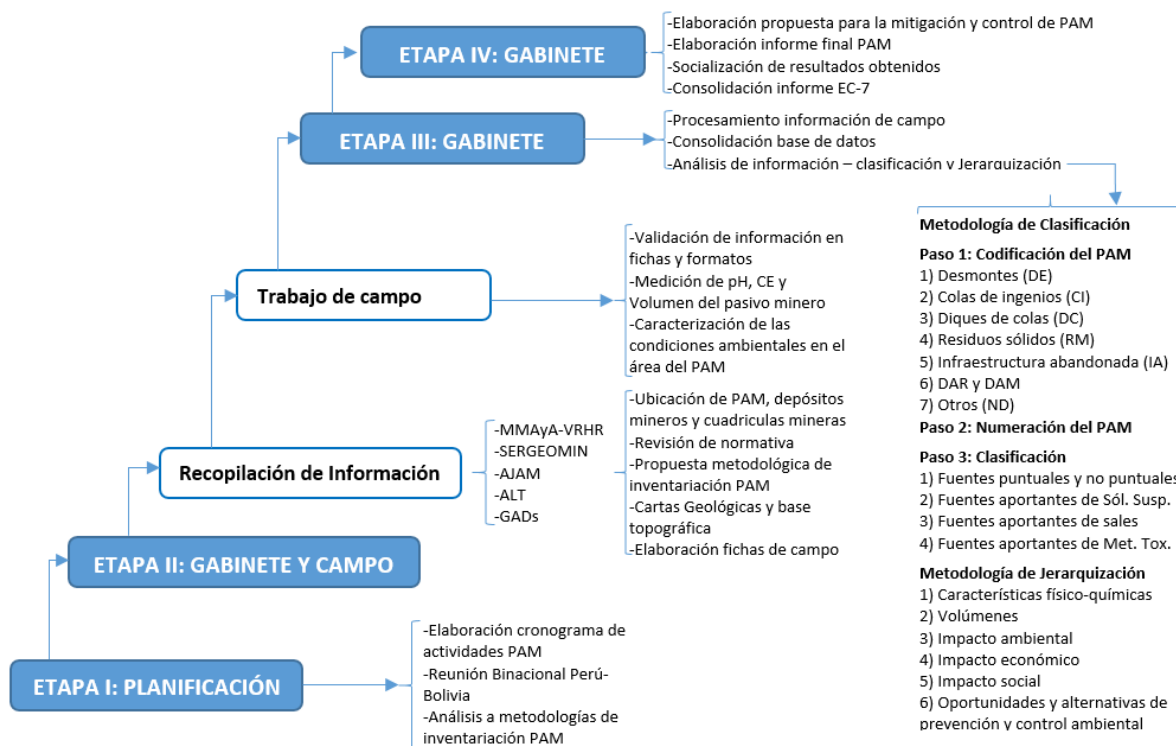 ETAPA IV: GABINETE
-Elaboración propuesta para la mitigación y control de PAM
-Elaboración informe final PAM
-Socialización de resultados obtenidos
-Consolidación informe EC-7
ETAPA III: GABINETE
-Procesamiento información de campo
-Consolidación base de datos
-Análisis de información – clasificación y Jerarquización
Metodología de Clasificación
Paso 1: Codificación del PAM
1) Desmontes (DE)
2) Colas de ingenios (CI)
3) Diques de colas (DC)
4) Residuos sólidos (RM)
5) Infraestructura abandonada (IA)
6) DAR y DAM
7) Otros (ND)
Paso 2: Numeración del PAM
Paso 3: Clasificación
1) Fuentes puntuales y no puntuales
2) Fuentes aportantes de Sól. Susp.
3) Fuentes aportantes de sales
4) Fuentes aportantes de Met. Tox.
Metodología de Jerarquización
1) Características físico-químicas
2) Volúmenes
3) Impacto ambiental
4) Impacto económico
5) Impacto social
6) Oportunidades y alternativas de
prevención y control ambiental
Trabajo de campo
-Validación de información en
fichas y formatos
-Medición de pH, CE y
Volumen del pasivo minero
-Caracterización de las
condiciones ambientales en el
área del PAM
Recopilación de Información
-MMAyA-VRHR
-SERGEOMIN
-AJAM
-ALT
-GADs
-Ubicación de PAM, depósitos
mineros y cuadriculas mineras
-Revisión de normativa
-Propuesta metodológica de
inventariación PAM
-Cartas Geológicas y base
topográfica
-Elaboración fichas de campo
ETAPA II: GABINETE Y CAMPO
ETAPA I: PLANIFICACIÓN
-Elaboración cronograma de
actividades PAM
-Reunión Binacional Perú-
Bolivia
-Análisis a metodologías de
inventariación PAM